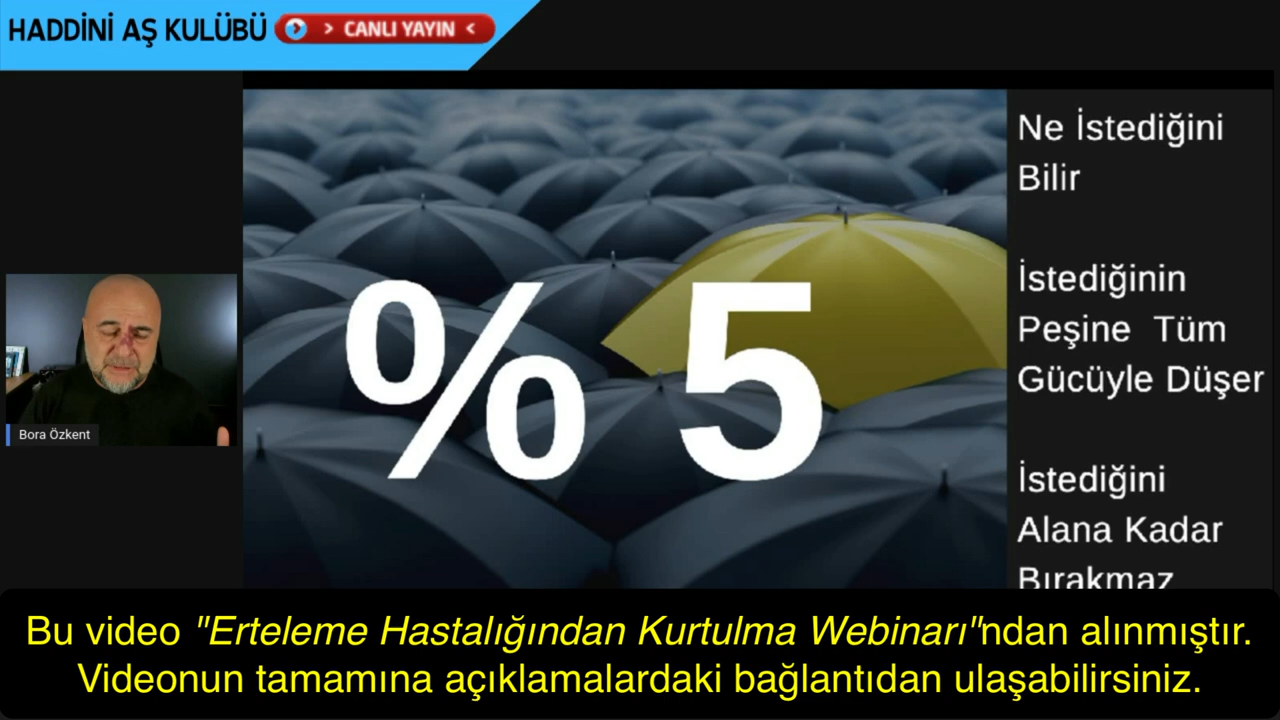 HADDİNİ AŞ KULÜBÜ > CANLI YAYIN <
% 5
Ne İstediğini
Bilir
İstediğinin
Peşine Tüm
Gücüyle Düşer
İstediğini
Alana Kadar
Bırakmaz
Bora Özkent
Bu video "Erteleme Hastalığından Kurtulma Webinarı"ndan alınmıştır.
Videonun tamamına açıklamalardaki bağlantıdan ulaşabilirsiniz.